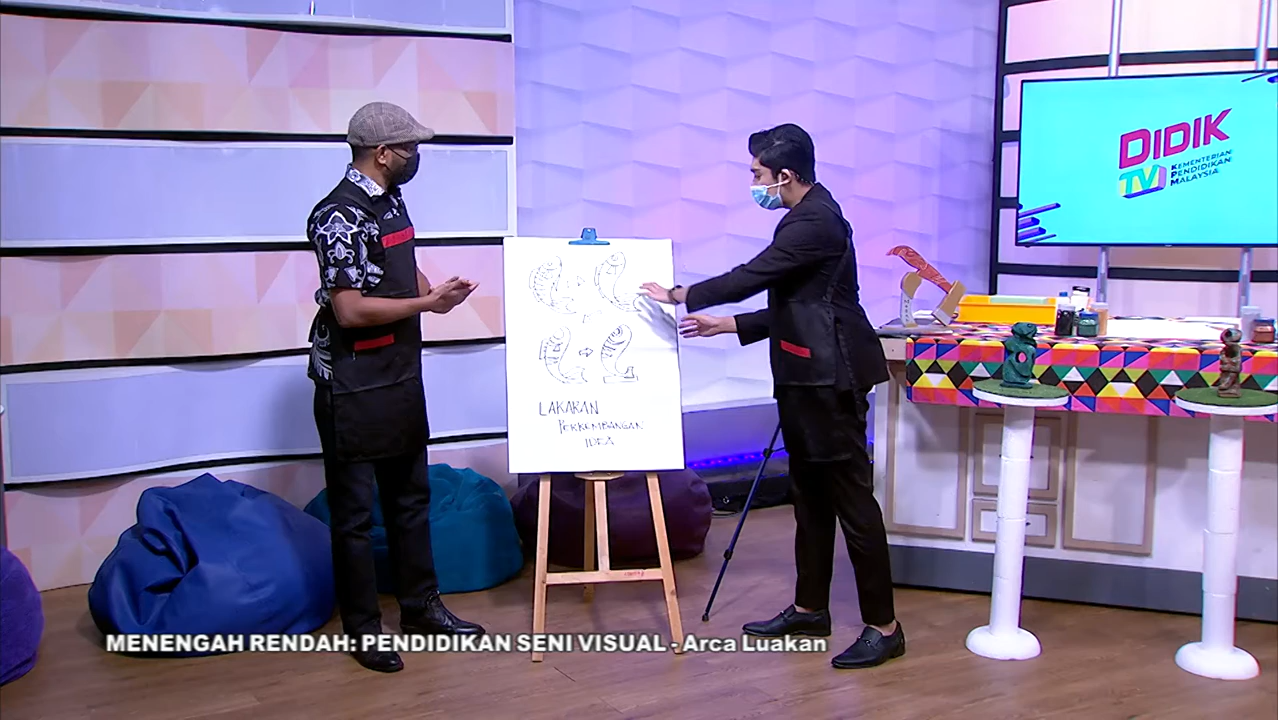 DIDIK
TV
KEMENTERIAN
PENDIDIKAN
MALAYSIA
LAKARAN
PERKEMBANGAN
IDEA
MENENGAH RENDAH: PENDIDIKAN SENI VISUAL - Arca Luakan